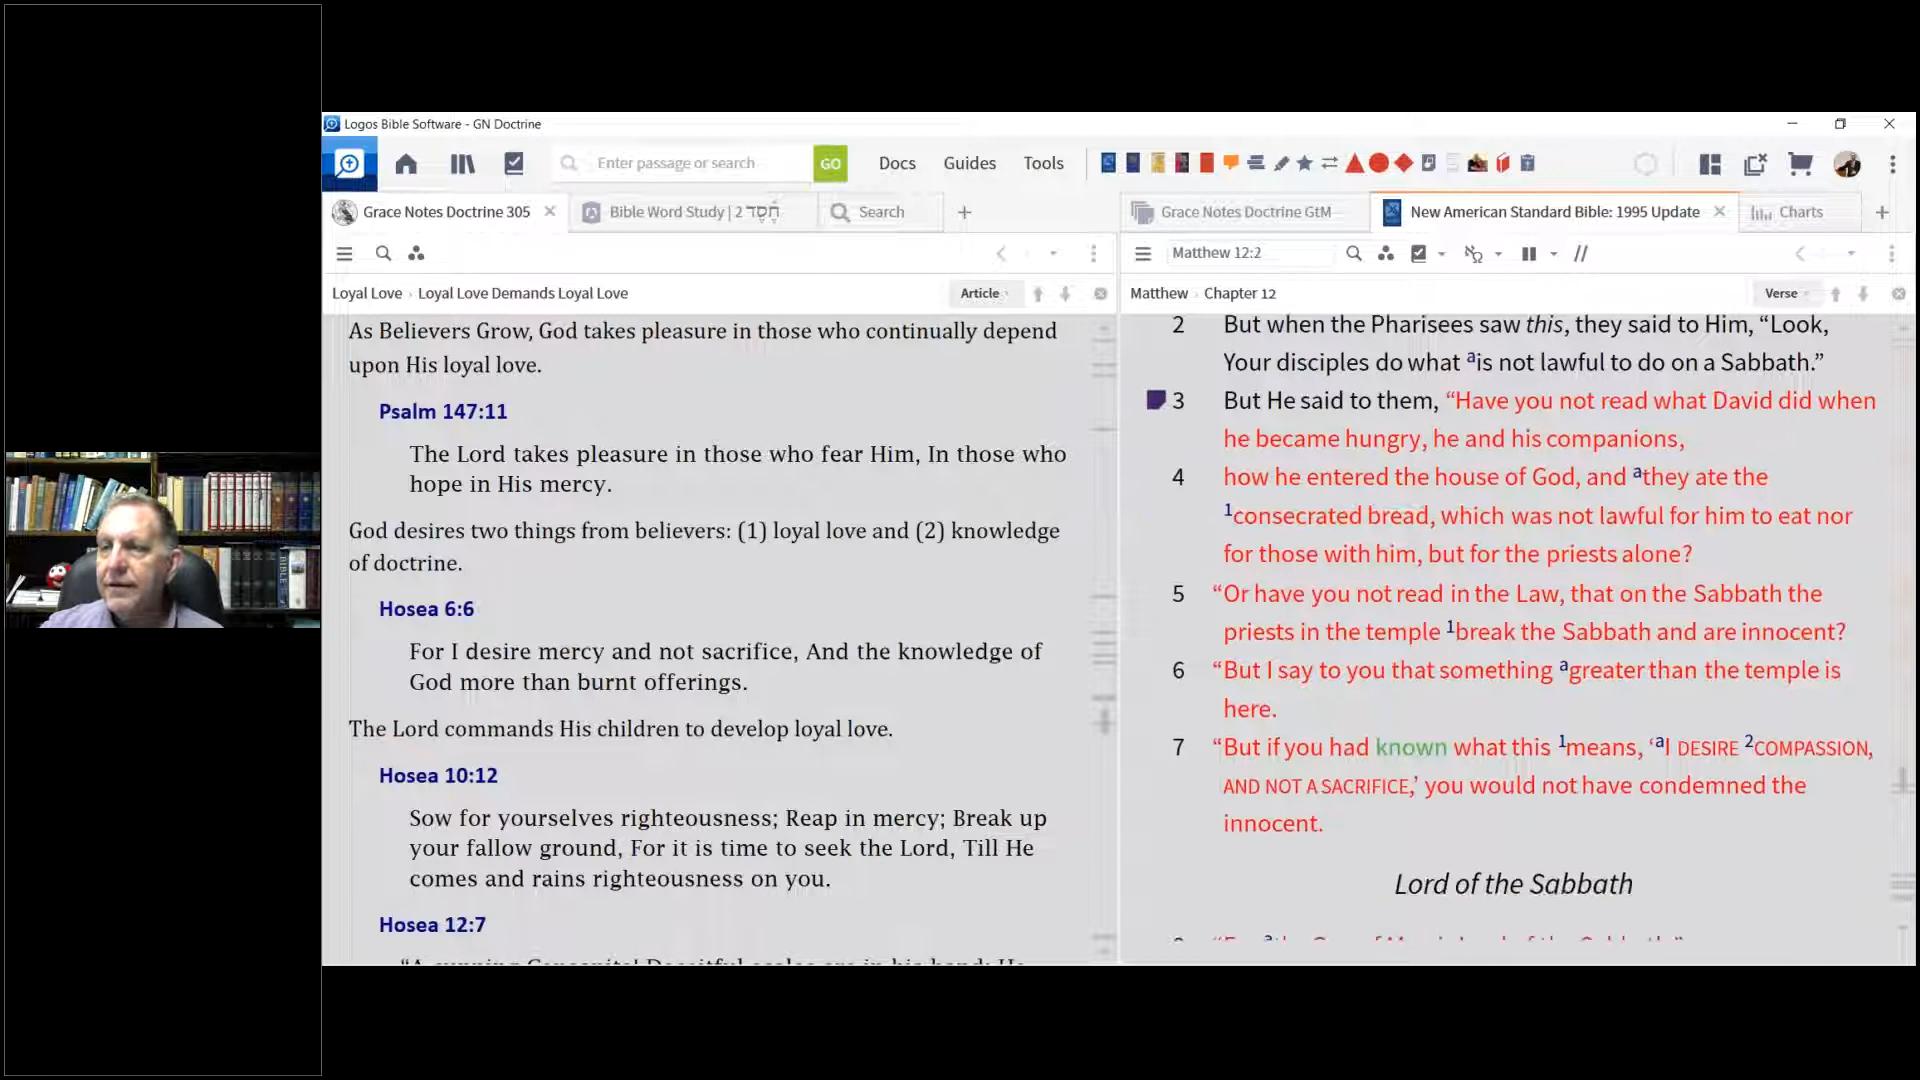 Logos Bible Software - GN Doctrine
Enter passage or search
GO
Docs
Guides
Tools
Grace Notes Doctrine 305
Bible Word Study | 2 חֶסֶד
Search
Loyal Love › Loyal Love Demands Loyal Love
Article
As Believers Grow, God takes pleasure in those who continually depend
upon His loyal love.
Psalm 147:11
The Lord takes pleasure in those who fear Him, In those who
hope in His mercy.
God desires two things from believers: (1) loyal love and (2) knowledge
of doctrine.
Hosea 6:6
For I desire mercy and not sacrifice, And the knowledge of
God more than burnt offerings.
The Lord commands His children to develop loyal love.
Hosea 10:12
Sow for yourselves righteousness; Reap in mercy; Break up
your fallow ground, For it is time to seek the Lord, Till He
comes and rains righteousness on you.
Hosea 12:7
Grace Notes Doctrine GtM
New American Standard Bible: 1995 Update
Charts
Matthew 12:2
Matthew › Chapter 12
Verse
2 But when the Pharisees saw this, they said to Him, “Look,
Your disciples do what a is not lawful to do on a Sabbath.”
3 But He said to them, “Have you not read what David did when
he became hungry, he and his companions,
4 how he entered the house of God, and a they ate the
1 consecrated bread, which was not lawful for him to eat nor
for those with him, but for the priests alone?
5 “Or have you not read in the Law, that on the Sabbath the
priests in the temple 1 break the Sabbath and are innocent?
6 “But I say to you that something a greater than the temple is
here.
7 “But if you had known what this 1 means, ‘a I DESIRE 2 COMPASSION,
AND NOT A SACRIFICE,’ you would not have condemned the
innocent.
Lord of the Sabbath